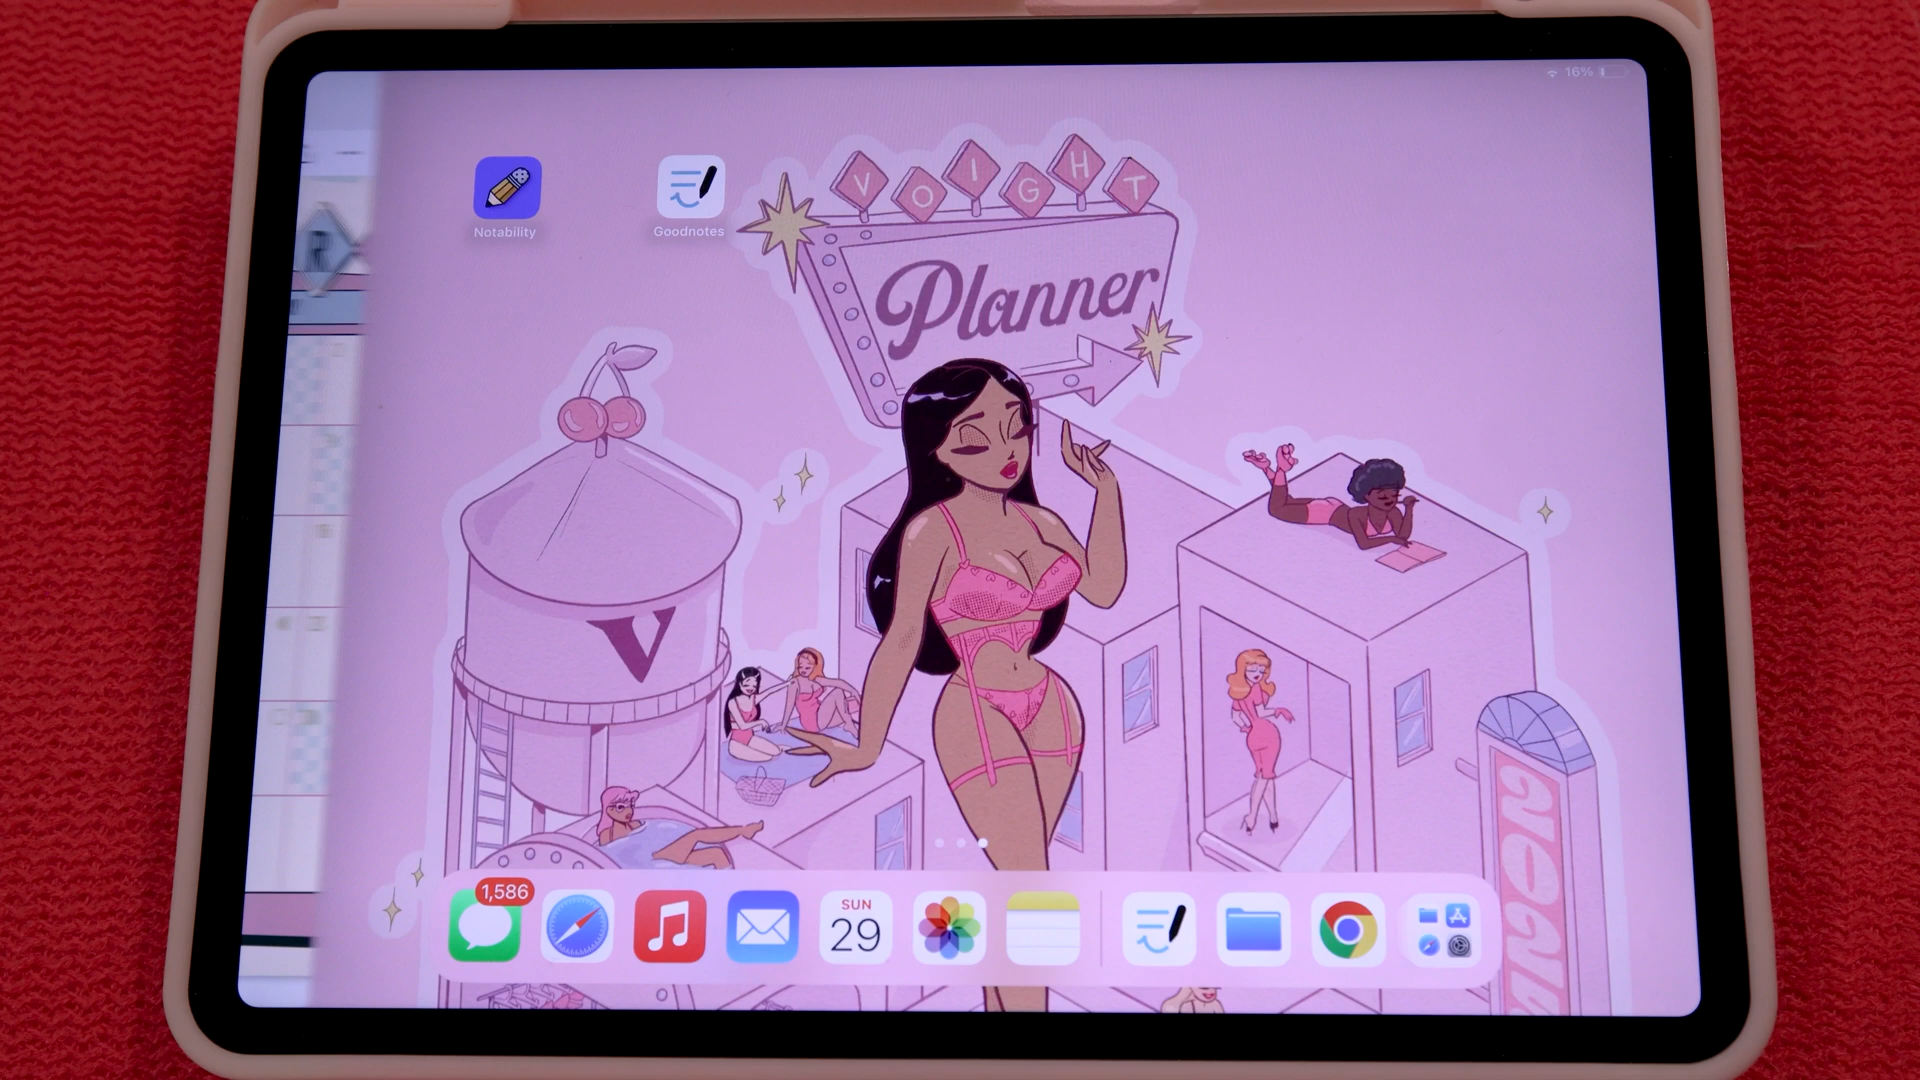 16%
VOIGHT
Planner
Notability
Goodnotes
R
V
1,586
SUN
29